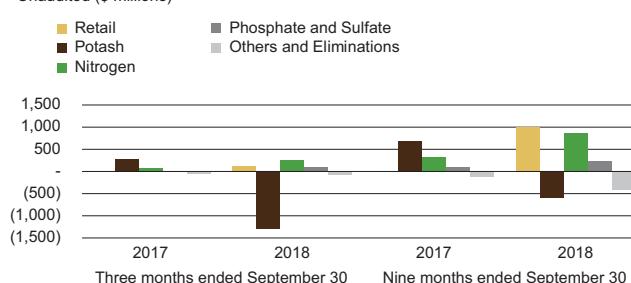 Unaudited ($ millions)
Retail
Potash
Nitrogen
Phosphate and Sulfate
Others and Eliminations
1,500
1,000
500
-
(500)
(1,000)
(1,500)
2017 2018 2017 2018
Three months ended September 30 Nine months ended September 30